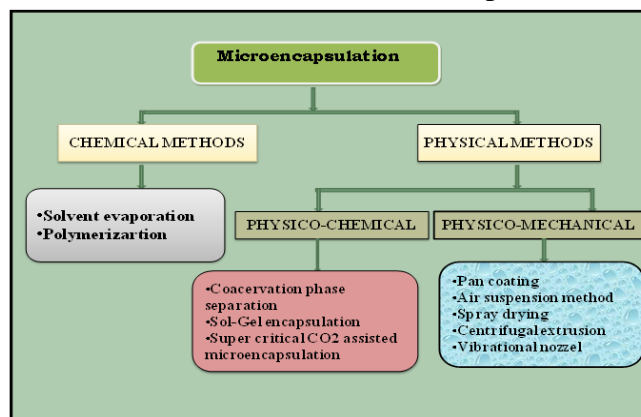 Microencapsulation
CHEMICAL METHODS
PHYSICAL METHODS
•Solvent evaporation
•Polymerizartion
PHYSICO-CHEMICAL
PHYSICO-MECHANICAL
•Coacervation phase
separation
•Sol-Gel encapsulation
•Super critical CO2 assisted
microencapsulation
•Pan coating
•Air suspension method
•Spray drying
•Centrifugal extrusion
•Vibrational nozzel